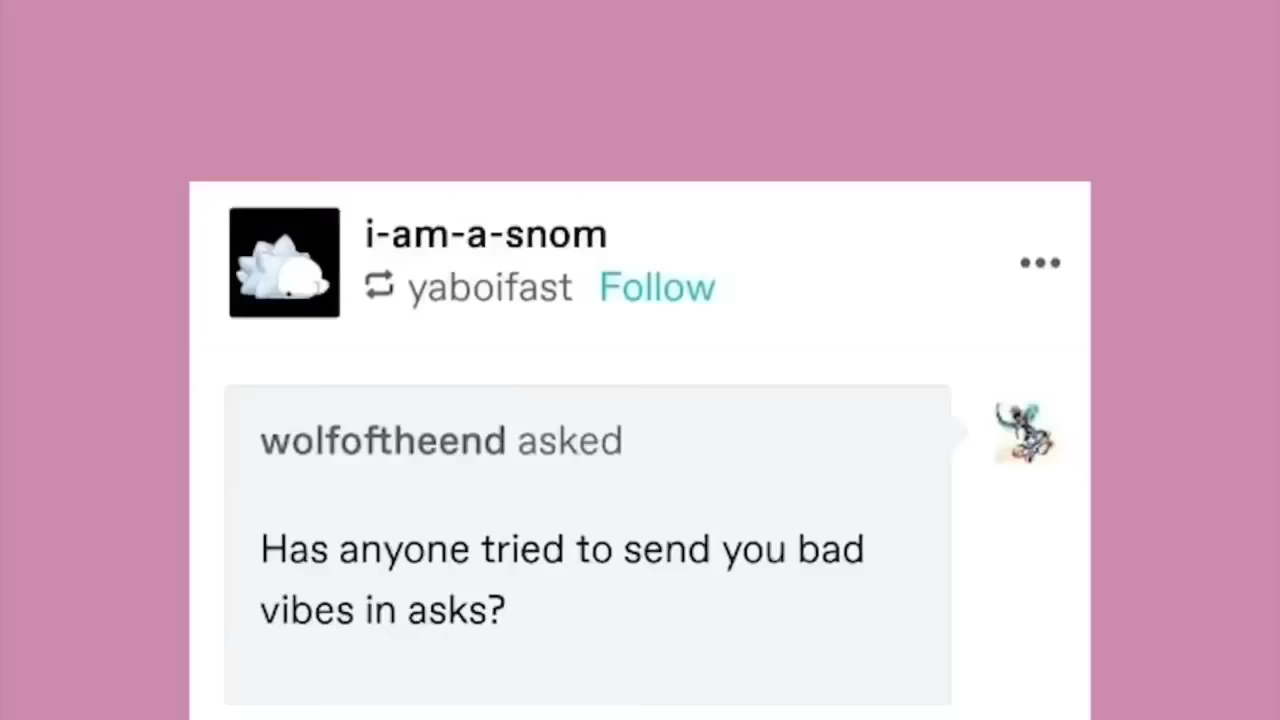 i-am-a-snom
yaboifast Follow
wolfoftheend asked
Has anyone tried to send you bad
vibes in asks?